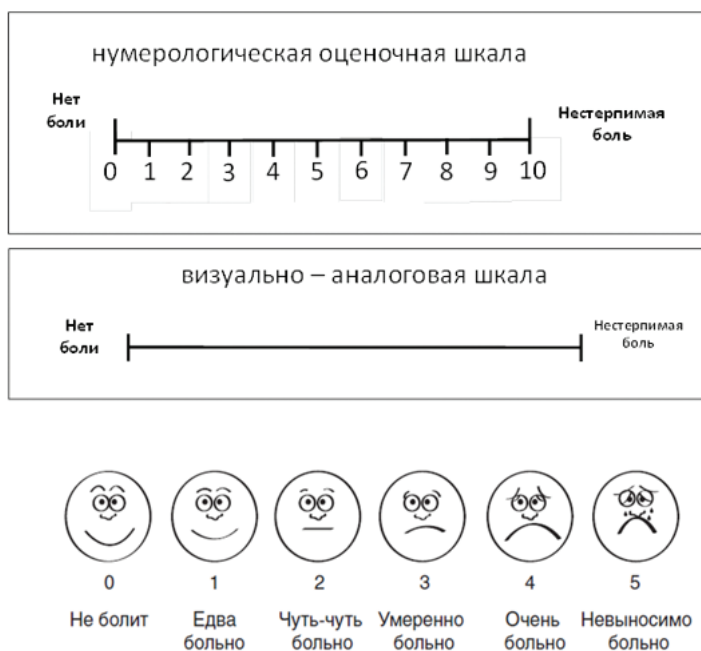 нумерологическая оценочная шкала
Нет
боли
Нестерпимая
боль
0 1 2 3 4 5 6 7 8 9 10
визуально – аналоговая шкала
Нет
боли
Нестерпимая
боль
0 1 2 3 4 5
Не болит Едва Чуть-чуть Умеренно Очень Невыносимо
больно больно больно больно больно